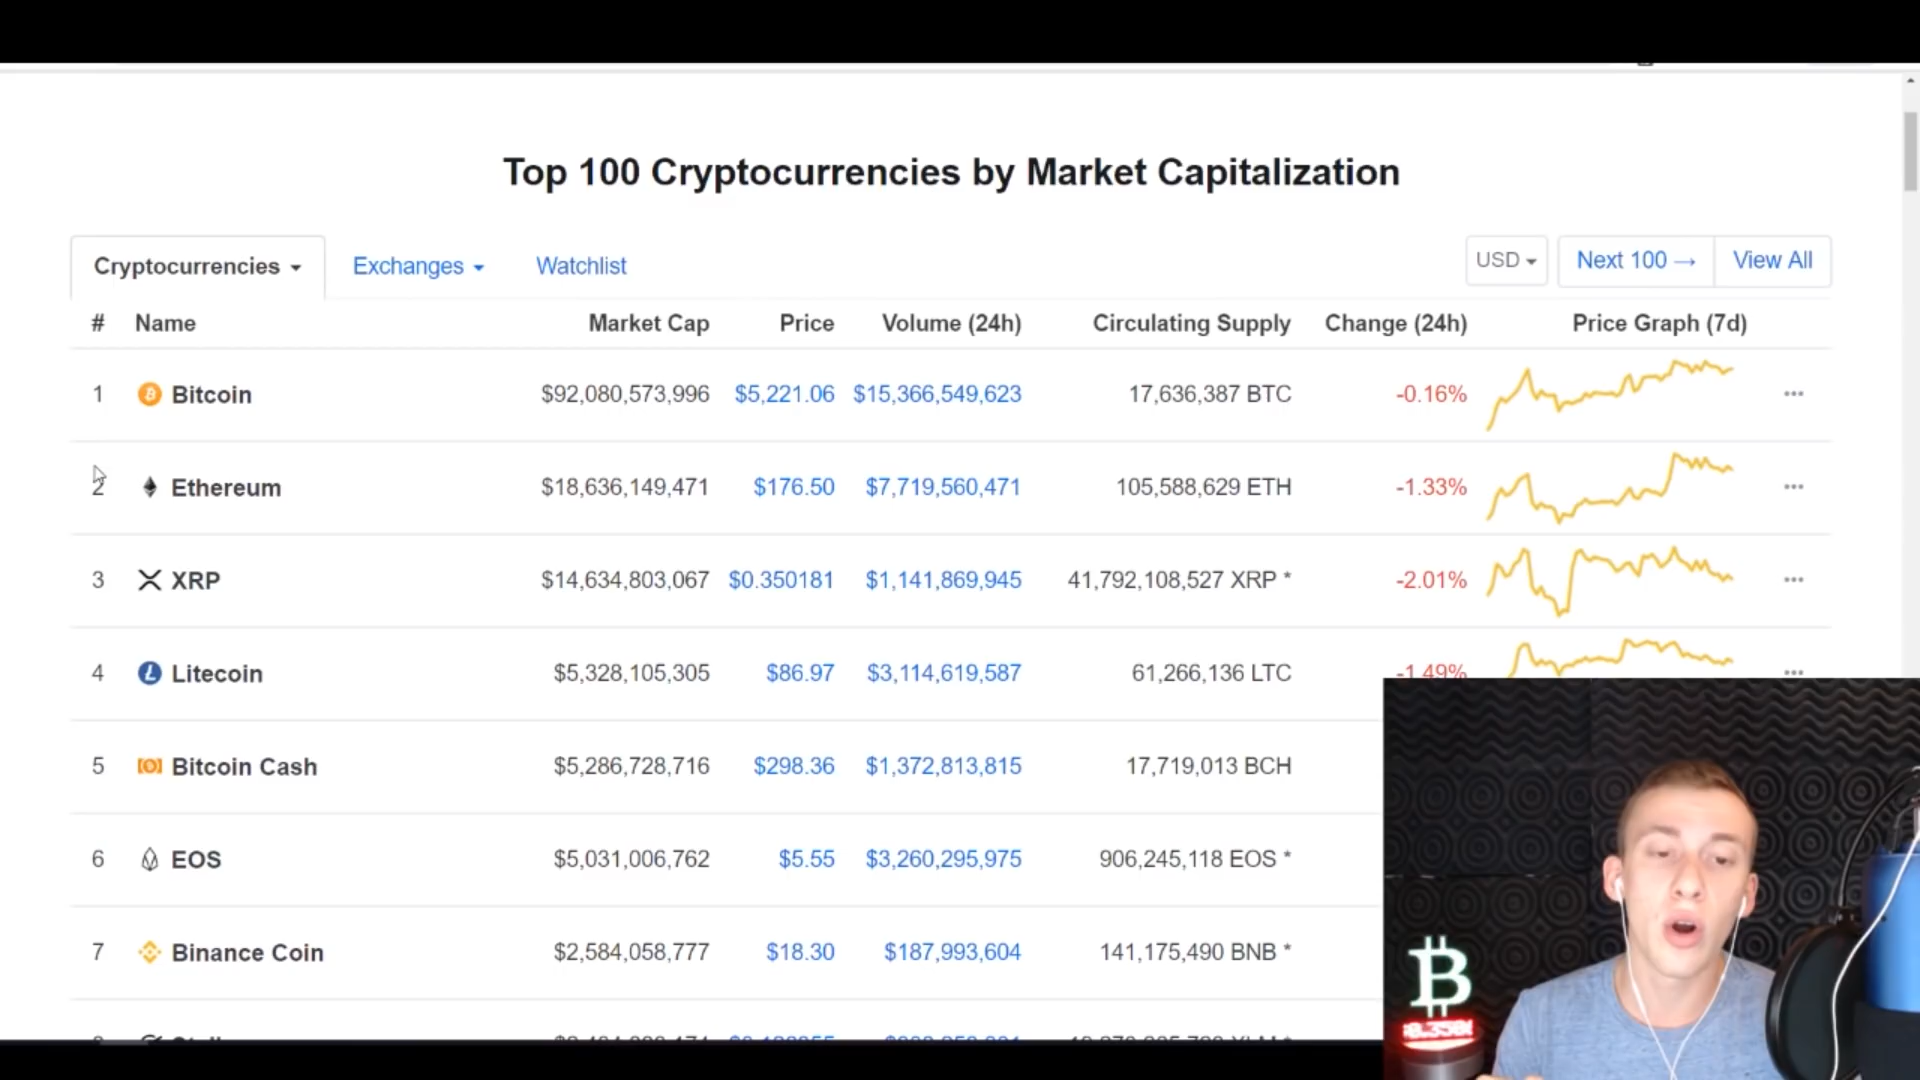 Top 100 Cryptocurrencies by Market Capitalization
Cryptocurrencies Exchanges Watchlist USD Next 100 → View All
# Name Market Cap Price Volume (24h) Circulating Supply Change (24h) Price Graph (7d)
1 Bitcoin $92,080,573,996 $5,221.06 $15,366,549,623 17,636,387 BTC -0.16%
2 Ethereum $18,636,149,471 $176.50 $7,719,560,471 105,588,629 ETH -1.33%
3 XRP $14,634,803,067 $0.350181 $1,141,869,945 41,792,108,527 XRP * -2.01%
4 Litecoin $5,328,105,305 $86.97 $3,114,619,587 61,266,136 LTC -1.49%
5 Bitcoin Cash $5,286,728,716 $298.36 $1,372,813,815 17,719,013 BCH
6 EOS $5,031,006,762 $5.55 $3,260,295,975 906,245,118 EOS *
7 Binance Coin $2,584,058,777 $18.30 $187,993,604 141,175,490 BNB *